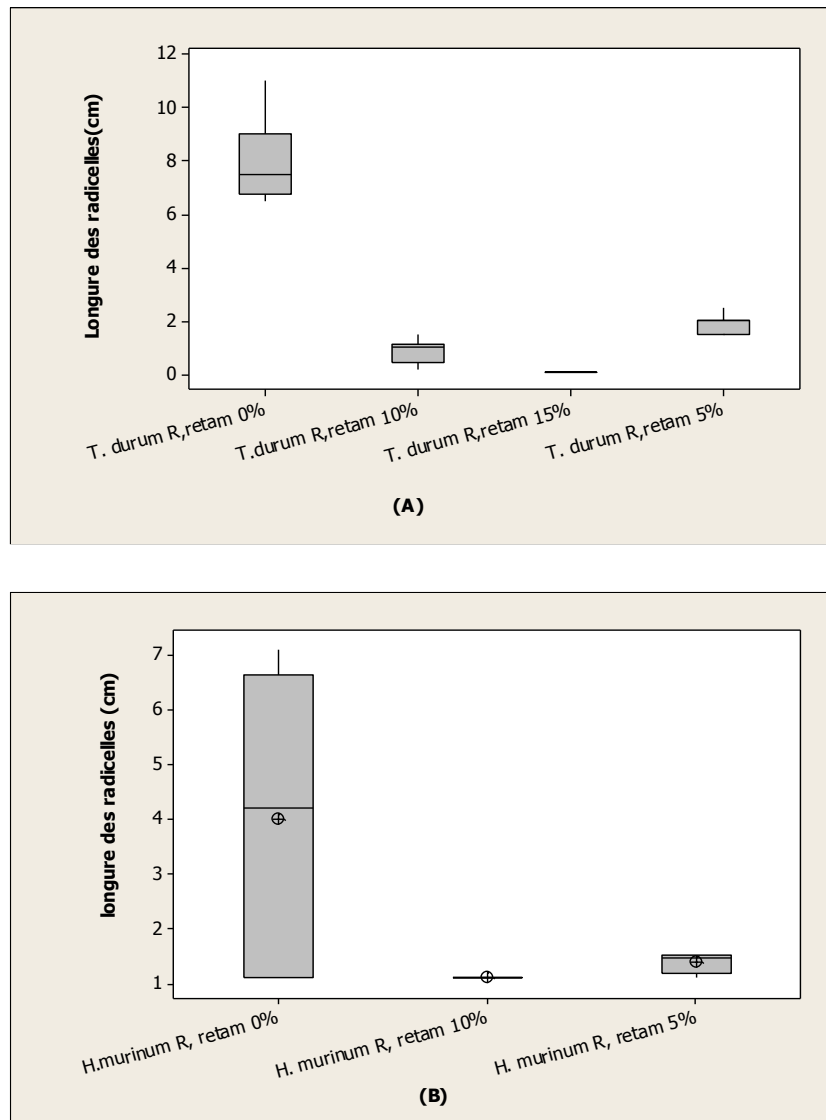 12
10
8
6
4
2
0
Longure des radicelles(cm)
T. durum R,retam 0%
T.durum R,retam 10%
T. durum R,retam 15%
T. durum R,retam 5%
(A)
7
6
5
4
3
2
1
longure des radicelles (cm)
H.murinum R, retam 0%
H. murinum R, retam 10%
H. murinum R, retam 5%
(B)